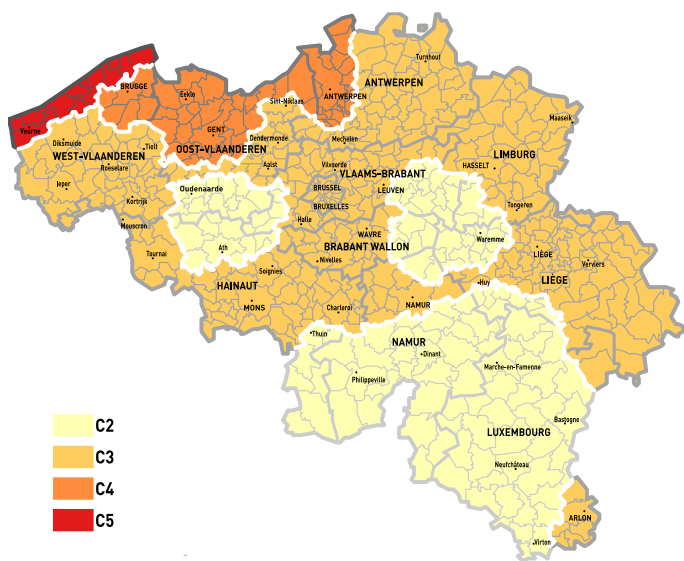 Turnhout
ANTWERPEN
BRUGGE
Eeklo
Sint-Niklaas
ANTWERPEN
Maaseik
Veurne
GENT
Diksmuide
Tielt
OOST-VLAANDEREN
Dendermonde
Mechelen
WEST-VLAANDEREN
Roeselare
Aalst
Vilvoorde
VLAAMS-BRABANT
HASSELT
LIMBURG
Ieper
Oudenaarde
BRUSSEL
LEUVEN
Kortrijk
BRUXELLES
Tongeren
Mouscron
Halle
WAVRE
Waremme
Ath
BRABANT WALLON
LIÈGE
Tournai
Nivelles
Verviers
Soignies
LIÈGE
HAINAUT
Huy
MONS
Charleroi
NAMUR
Thuin
NAMUR
Dinant
Marche-en-Famenne
Philippeville
Bastogne
C2
LUXEMBOURG
C3
Neufchâteau
C4
C5
ARLON
Virton